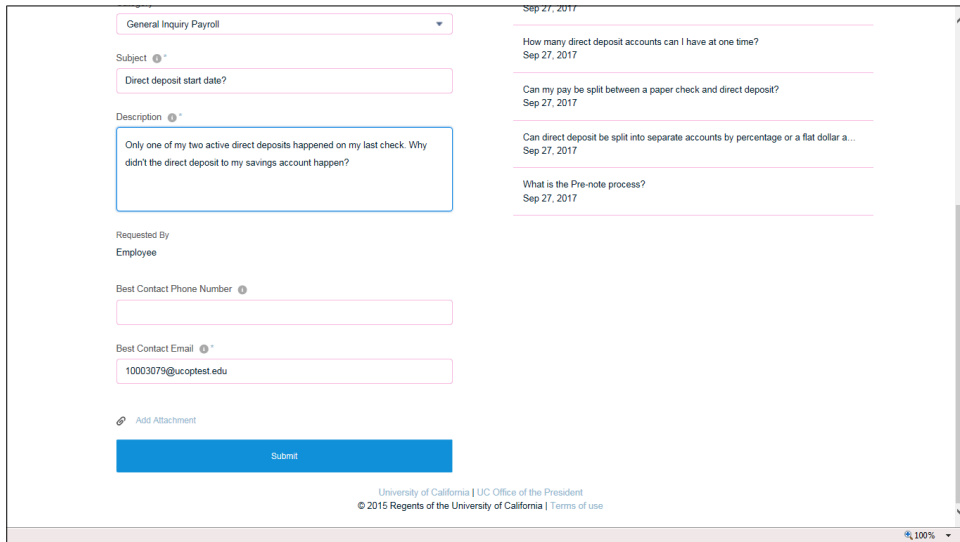 Sep 27, 2017
General Inquiry Payroll
Subject *
Direct deposit start date?
Description *
Only one of my two active direct deposits happened on my last check. Why
didn't the direct deposit to my savings account happen?
Requested By
Employee
Best Contact Phone Number
Best Contact Email *
10003079@ucoptest.edu
Add Attachment
Submit
How many direct deposit accounts can I have at one time?
Sep 27, 2017
Can my pay be split between a paper check and direct deposit?
Sep 27, 2017
Can direct deposit be split into separate accounts by percentage or a flat dollar a...
Sep 27, 2017
What is the Pre-note process?
Sep 27, 2017
University of California | UC Office of the President
© 2015 Regents of the University of California | Terms of use
100%